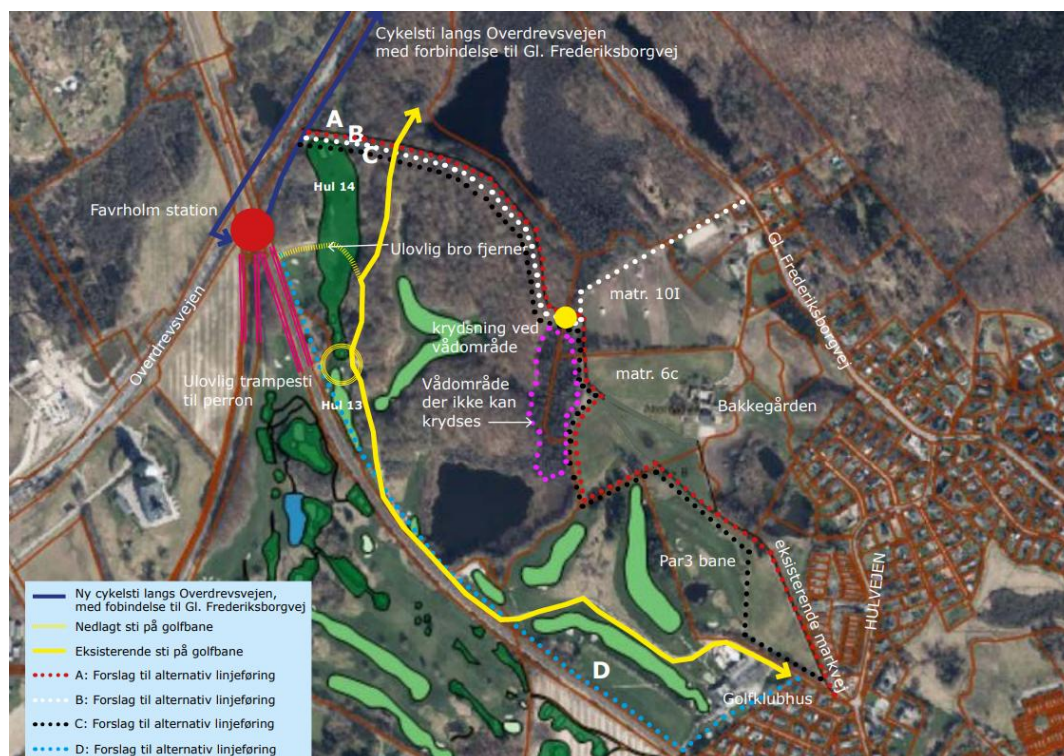 Cykelsti langs Overdrevsvejen
med forbindelse til Gl. Frederiksborgvej
A
B
C
Hul 14
Favrholm station
Ulovlig bro fjernes
Gl. Frederiksborgvej
matr. 10I
krydsning ved
vådområde
Overdrevsvejen
Ulovlig trampesti
til perron
matr. 6c
Vådområde
der ikke kan
krydses
Bakkegården
Hul 13
Par3 bane
eksisterende markvej
HULVEJEN
D
Golfklubhus
Ny cykelsti langs Overdrevsvejen,
med fobindelse til Gl. Frederiksborgvej
Nedlagt sti på golfbane
Eksisterende sti på golfbane
A: Forslag til alternativ linjeføring
B: Forslag til alternativ linjeføring
C: Forslag til alternativ linjeføring
D: Forslag til alternativ linjeføring